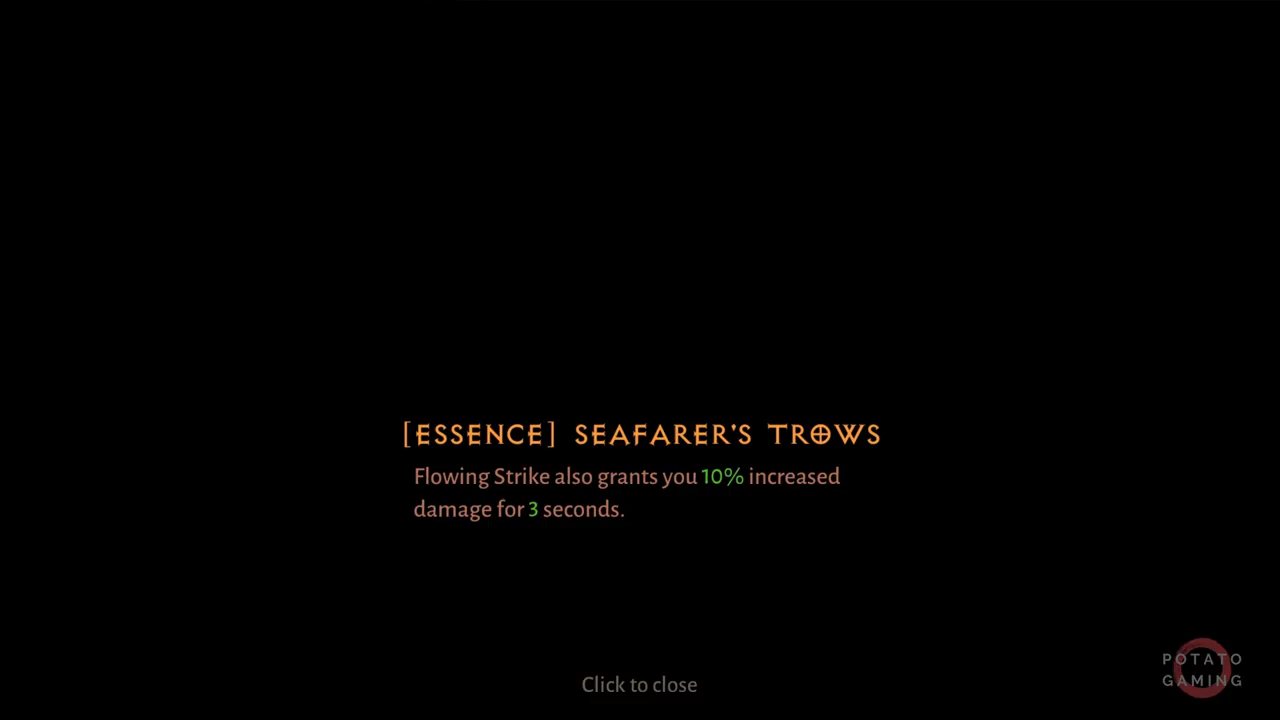 [ESSENCE] SEAFARER'S TROWS
Flowing Strike also grants you 10% increased
damage for 3 seconds.
Click to close
POTATO
GAMING